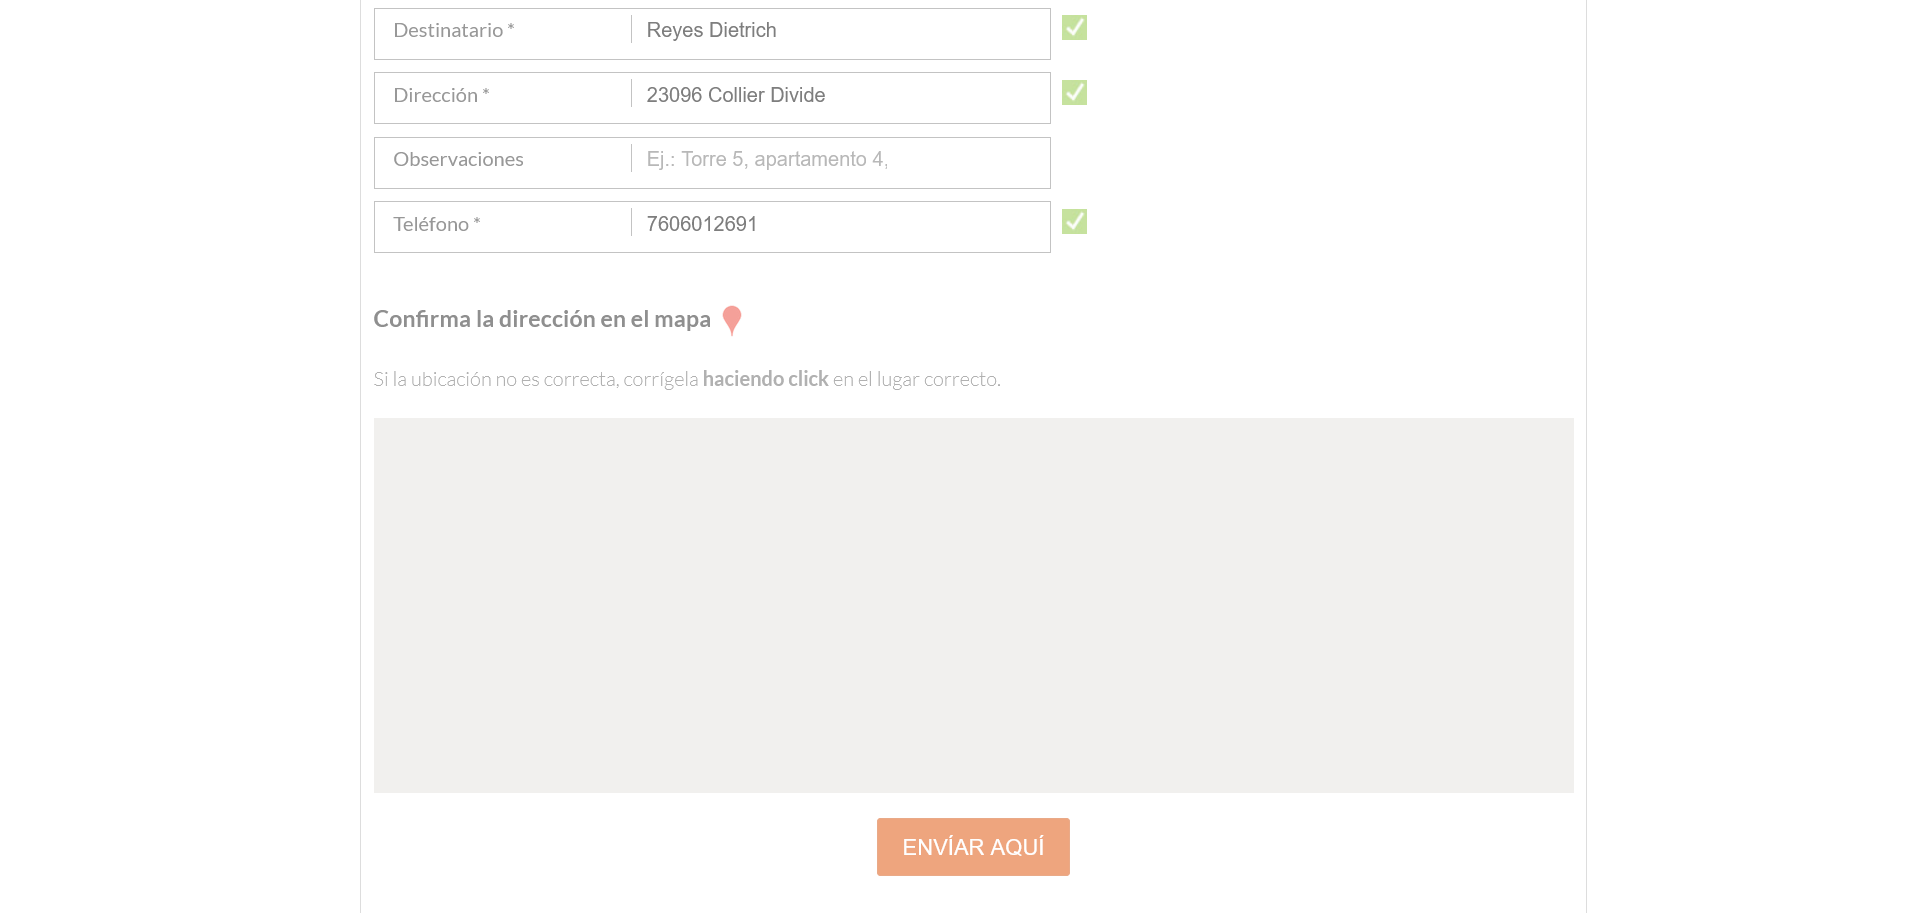 Destinatario * Reyes Dietrich
Dirección * 23096 Collier Divide
Observaciones Ej.: Torre 5, apartamento 4,
Teléfono * 7606012691
Confirma la dirección en el mapa
Si la ubicación no es correcta, corrígela haciendo click en el lugar correcto.
ENVÍAR AQUÍ